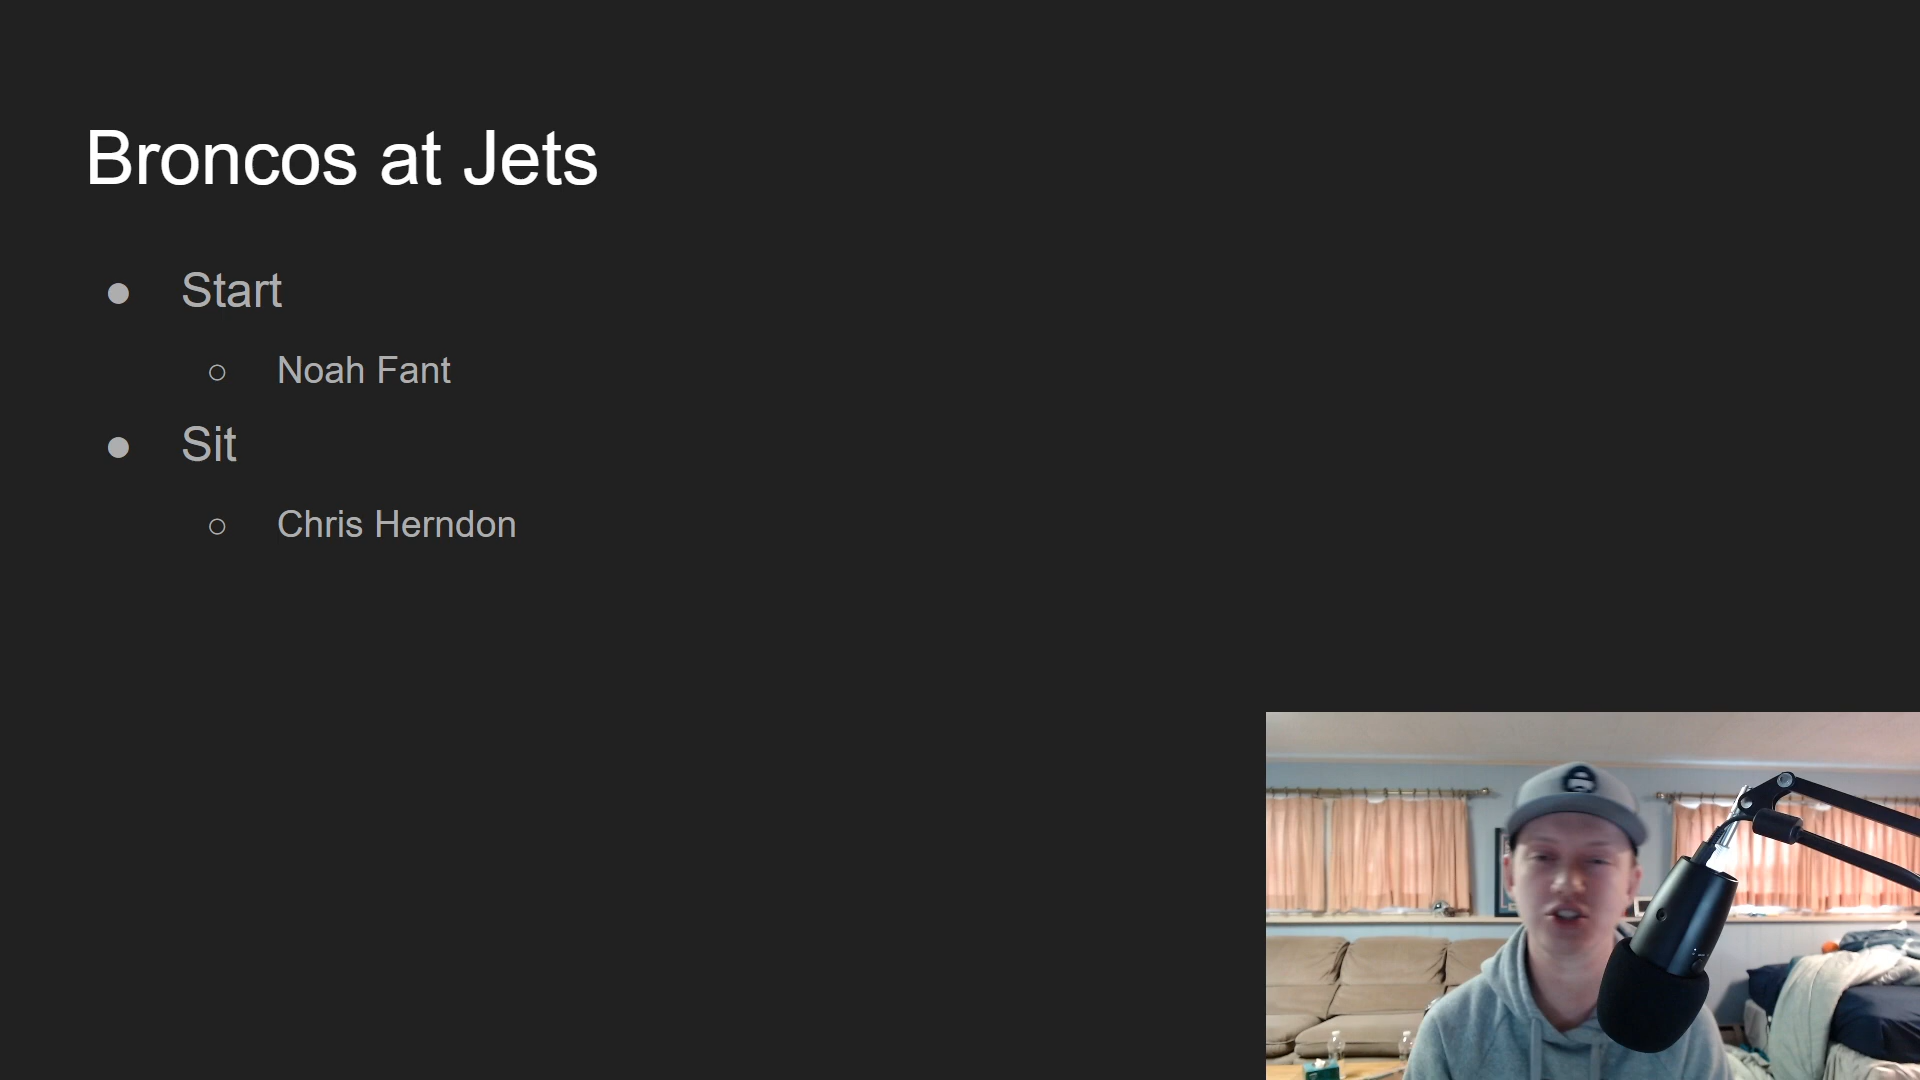 Broncos at Jets
Start
Noah Fant
Sit
Chris Herndon